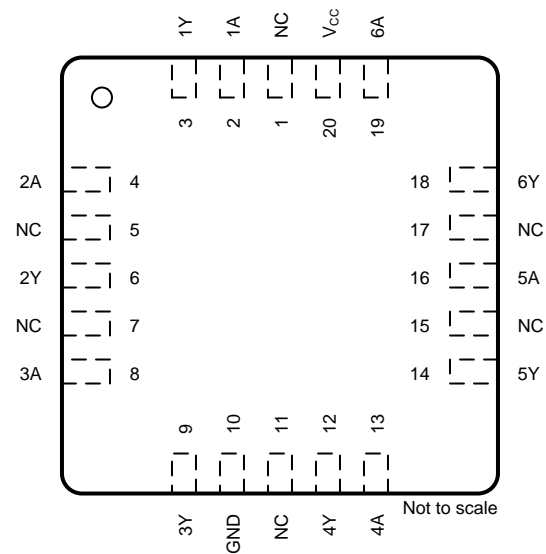 1Y 1A NC VCC 6A
3 2 1 20 19
2A 4 18 6Y
NC 5 17 NC
2Y 6 16 5A
NC 7 15 NC
3A 8 14 5Y
9 10 11 12 13
3Y GND NC 4Y 4A
Not to scale